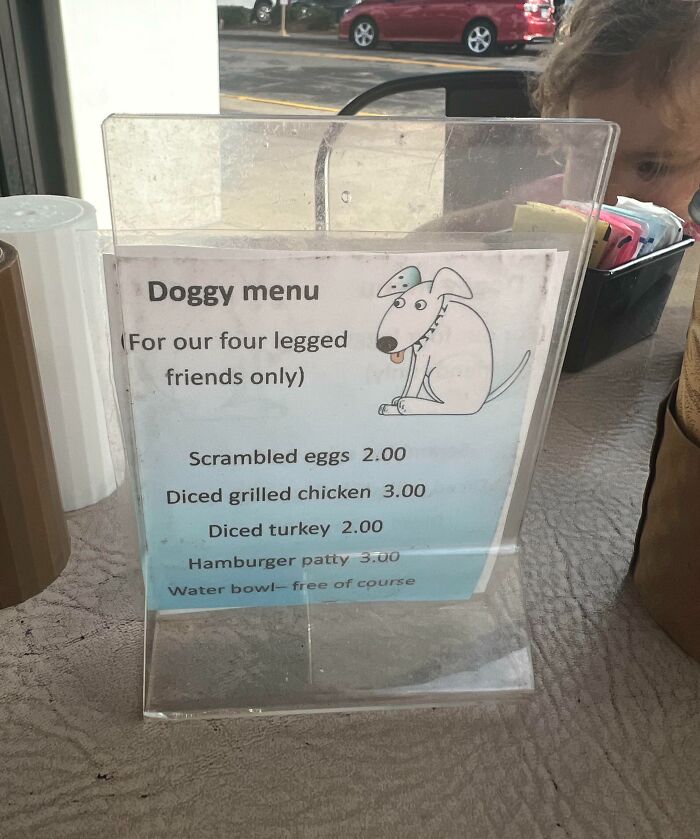 Doggy menu
(For our four legged
friends only)
Scrambled eggs 2.00
Diced grilled chicken 3.00
Diced turkey 2.00
Hamburger patty 3.00
Water bowl– free of course